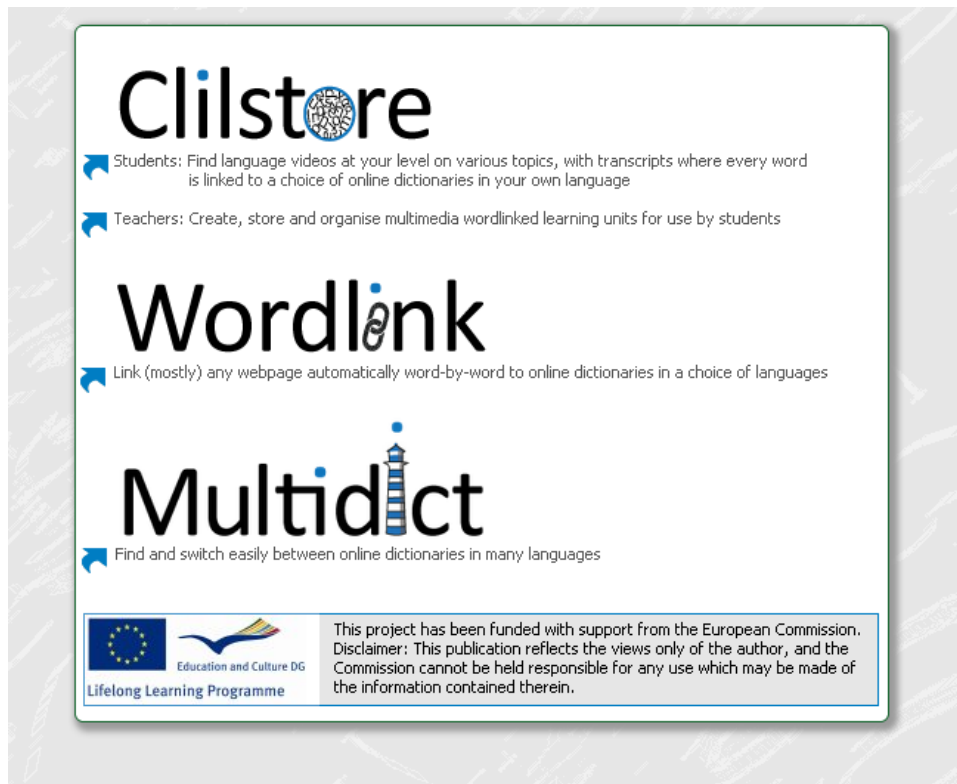 Clilstore
Students: Find language videos at your level on various topics, with transcripts where every word
is linked to a choice of online dictionaries in your own language
Teachers: Create, store and organise multimedia wordlinked learning units for use by students
Wordlink
Link (mostly) any webpage automatically word-by-word to online dictionaries in a choice of languages
Multidict
Find and switch easily between online dictionaries in many languages
Education and Culture DG
Lifelong Learning Programme
This project has been funded with support from the European Commission.
Disclaimer: This publication reflects the views only of the author, and the
Commission cannot be held responsible for any use which may be made of
the information contained therein.